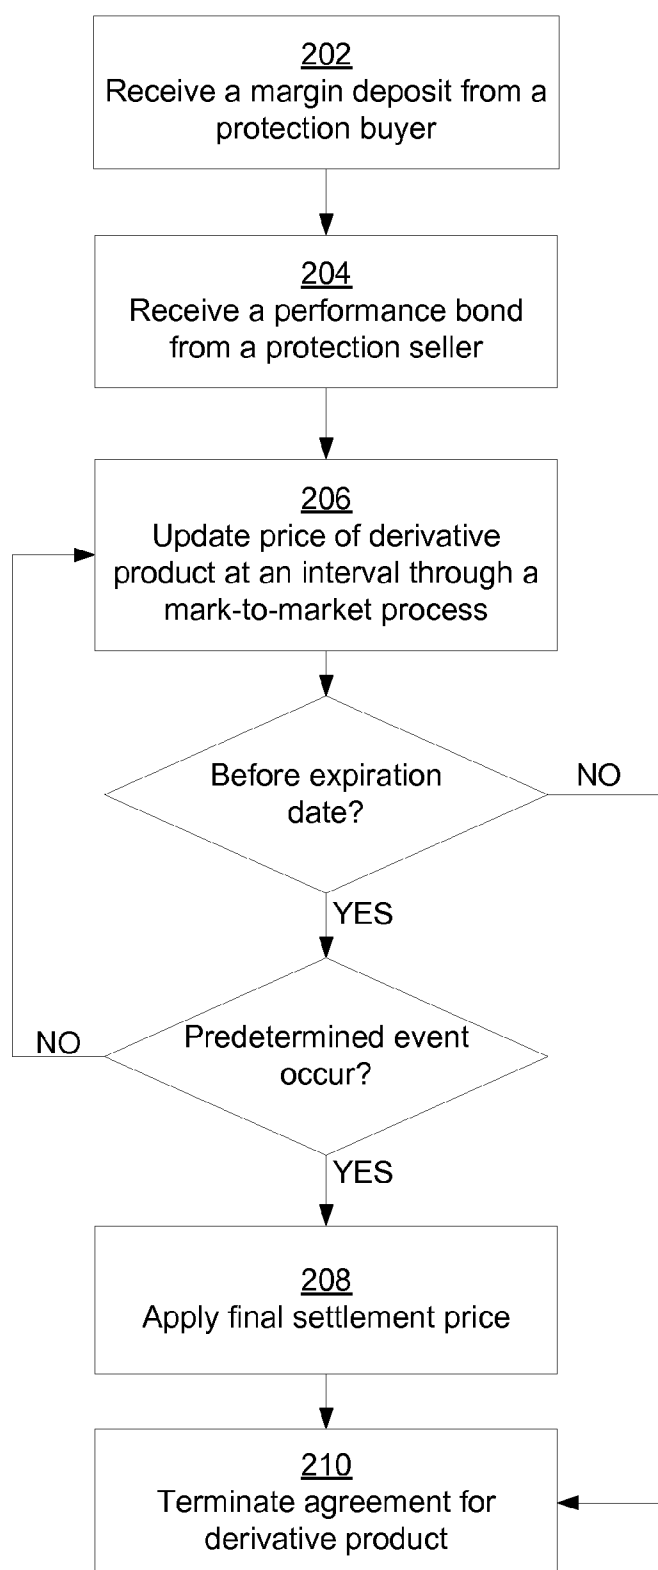 202
Receive a margin deposit from a
protection buyer
204
Receive a performance bond
from a protection seller
206
Update price of derivative
product at an interval through a
mark-to-market process
Before expiration
date?
NO
YES
Predetermined event
occur?
NO
YES
208
Apply final settlement price
210
Terminate agreement for
derivative product